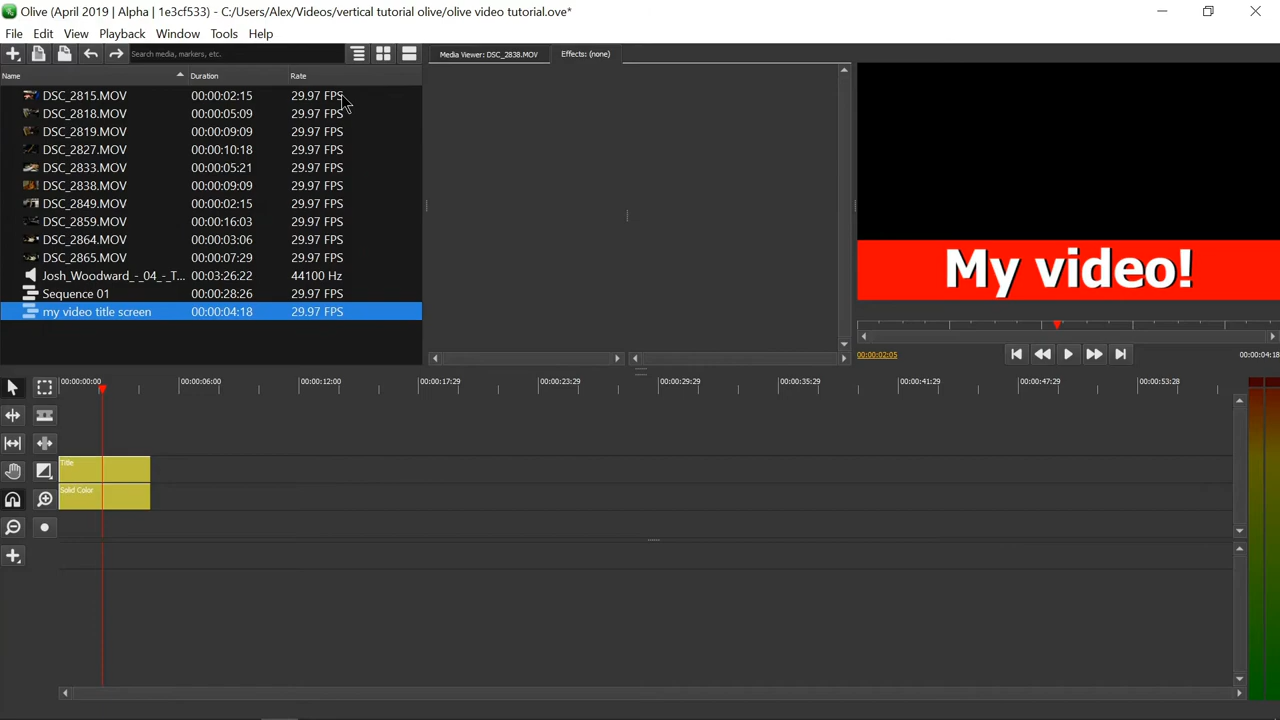 Olive (April 2019 | Alpha | 1e3cf533) - C:/Users/Alex/Videos/vertical tutorial olive/olive video tutorial.ove*
File Edit View Playback Window Tools Help
Search media, markers, etc.
Media Viewer: DSC_2838.MOV Effects: (none)
Name Duration Rate
DSC_2815.MOV 00:00:02:15 29.97 FPS
DSC_2818.MOV 00:00:05:09 29.97 FPS
DSC_2819.MOV 00:00:09:09 29.97 FPS
DSC_2827.MOV 00:00:10:18 29.97 FPS
DSC_2833.MOV 00:00:05:21 29.97 FPS
DSC_2838.MOV 00:00:09:09 29.97 FPS
DSC_2849.MOV 00:00:02:15 29.97 FPS
DSC_2859.MOV 00:00:16:03 29.97 FPS
DSC_2864.MOV 00:00:03:06 29.97 FPS
DSC_2865.MOV 00:00:07:29 29.97 FPS
Josh_Woodward_-_04_-_T... 00:03:26:22 44100 Hz
Sequence 01 00:00:28:26 29.97 FPS
my video title screen 00:00:04:18 29.97 FPS
My video!
00:00:02:05 00:00:04:18
00:00:00:00 00:00:06:00 00:00:12:00 00:00:17:29 00:00:23:29 00:00:29:29 00:00:35:29 00:00:41:29 00:00:47:29 00:00:53:28
Title
Solid Color